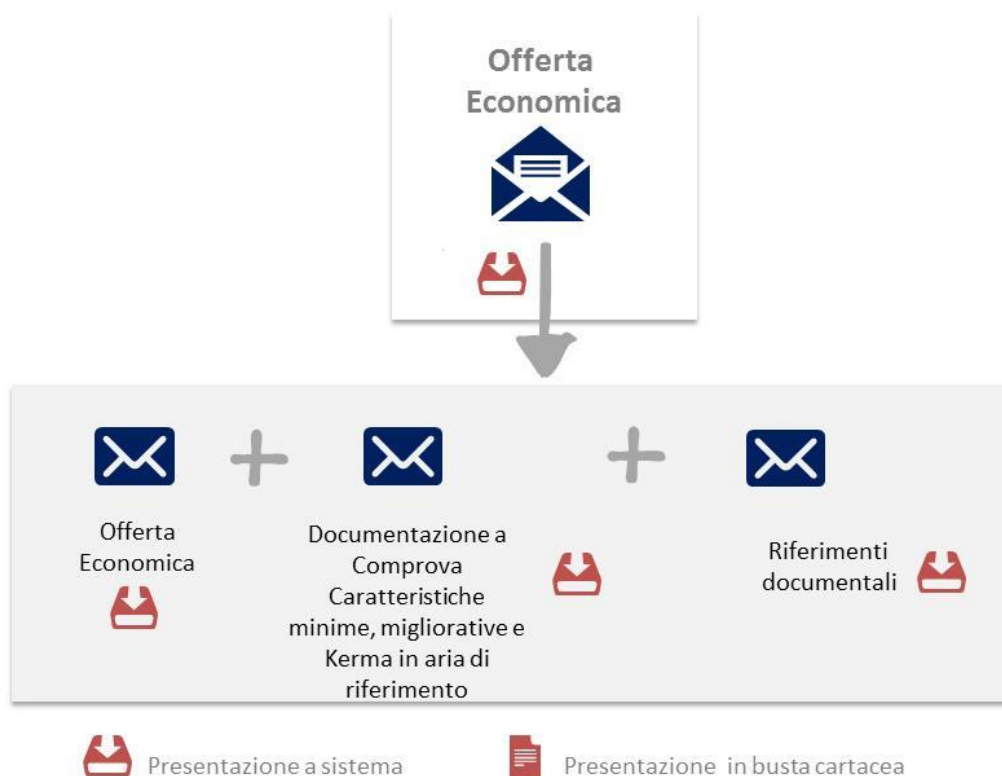 Offerta
Economica
Offerta
Economica
Documentazione a
Comprova
Caratteristiche
minime, migliorative e
Kerma in aria di
riferimento
Riferimenti
documentali
Presentazione a sistema
Presentazione in busta cartacea